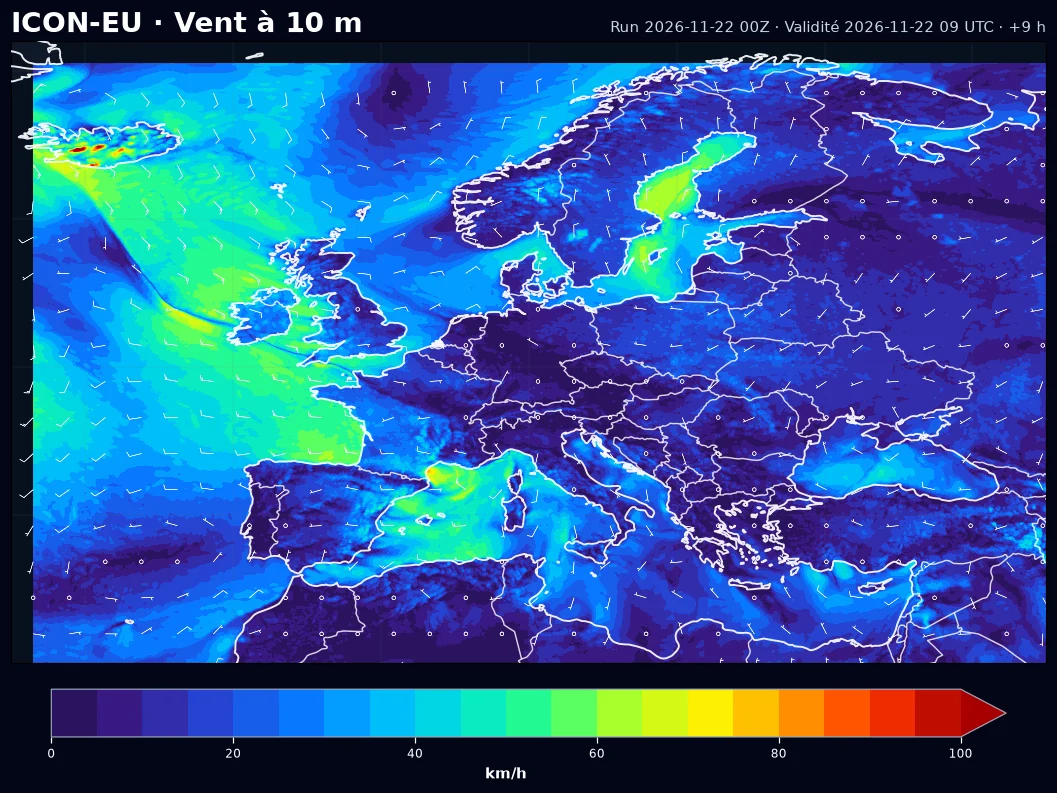 ICON-EU · Vent à 10 m
Run 2026-11-22 00Z · Validité 2026-11-22 09 UTC · +9 h
0 20 40 60 80 100
km/h